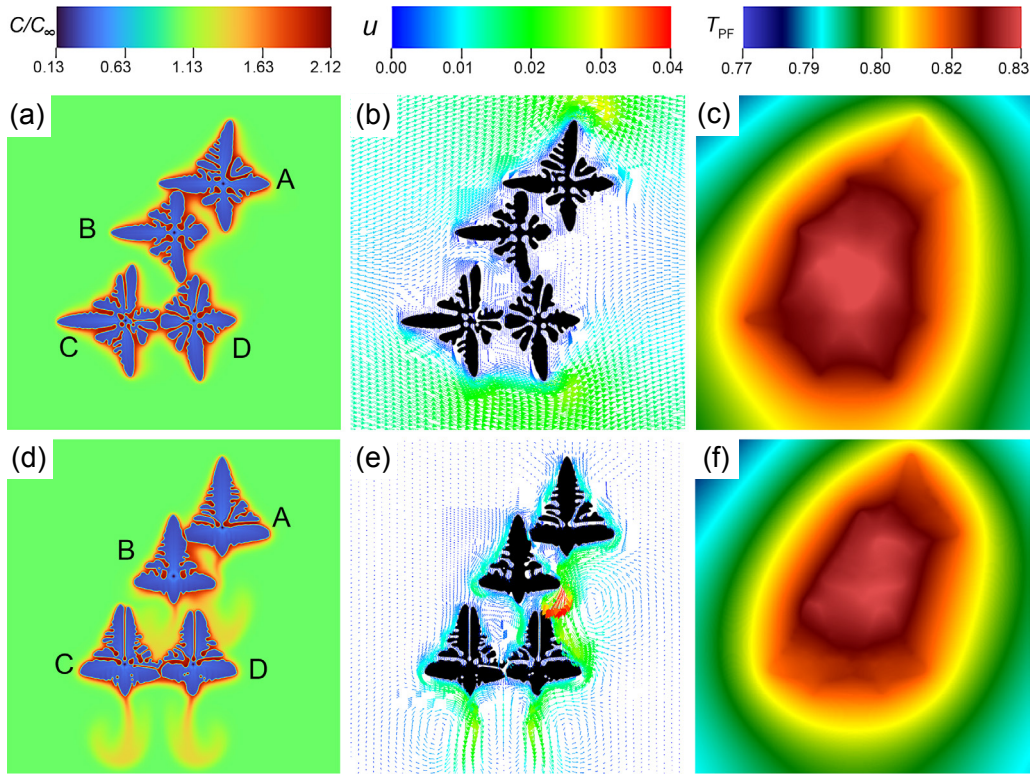 C/C∞ u T_PF
0.13 0.63 1.13 1.63 2.12 0.00 0.01 0.02 0.03 0.04 0.77 0.79 0.80 0.82 0.83
(a) (b) (c)
A
B
C D
(d) (e) (f)
A
B
C D